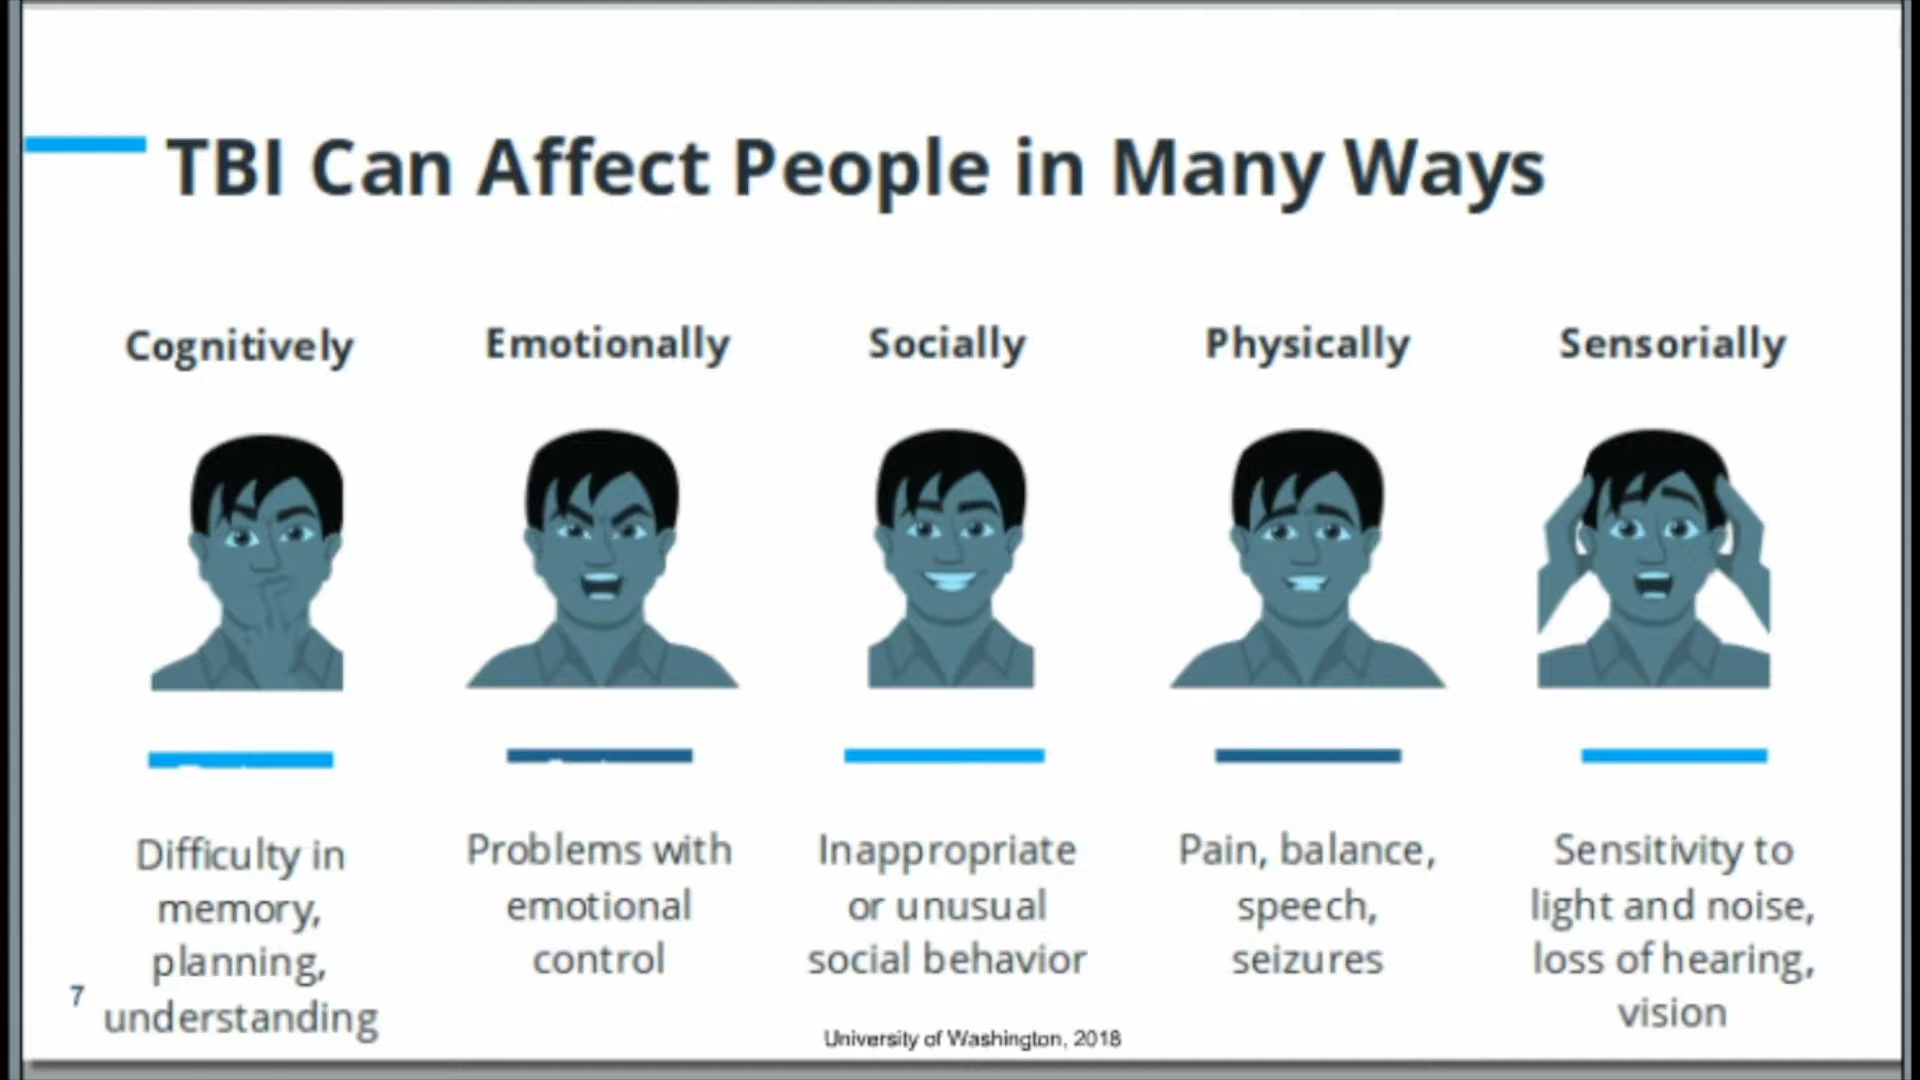 TBI Can Affect People in Many Ways
Cognitively
Emotionally
Socially
Physically
Sensorially
Difficulty in
memory,
planning,
understanding
Problems with
emotional
control
Inappropriate
or unusual
social behavior
Pain, balance,
speech,
seizures
Sensitivity to
light and noise,
loss of hearing,
vision
7
University of Washington, 2018